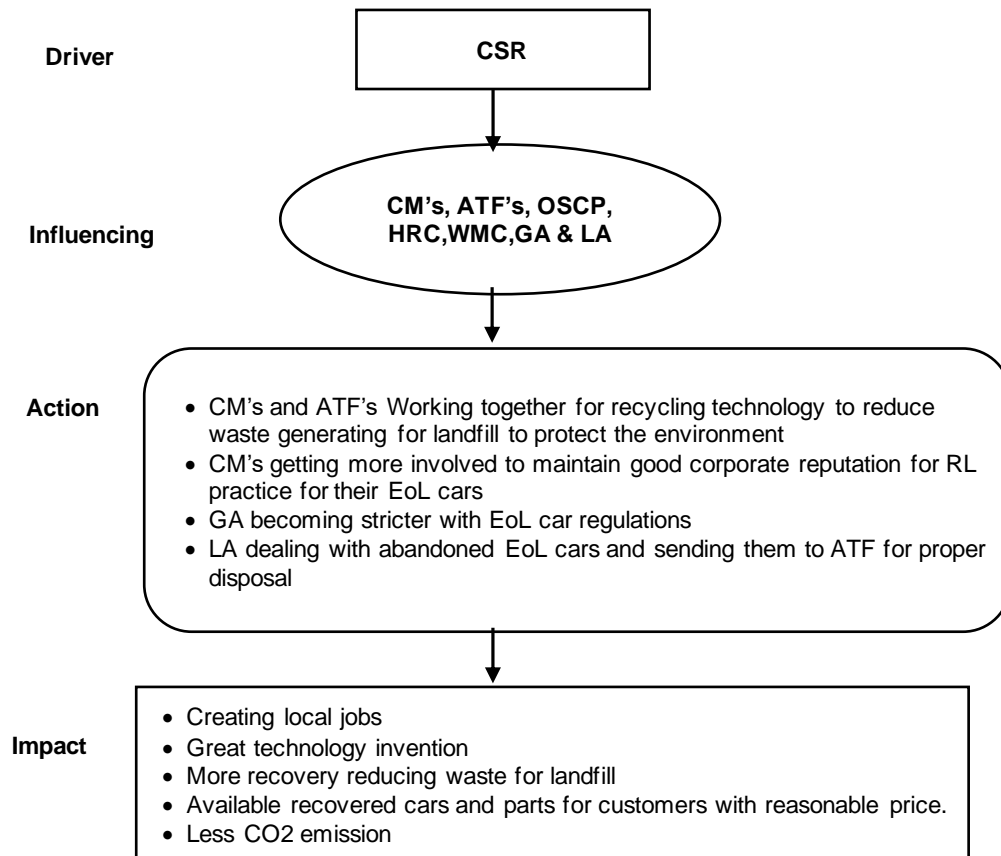 Driver
CSR
Influencing
CM’s, ATF’s, OSCP,
HRC,WMC,GA & LA
Action
• CM’s and ATF’s Working together for recycling technology to reduce
waste generating for landfill to protect the environment
• CM’s getting more involved to maintain good corporate reputation for RL
practice for their EoL cars
• GA becoming stricter with EoL car regulations
• LA dealing with abandoned EoL cars and sending them to ATF for proper
disposal
Impact
• Creating local jobs
• Great technology invention
• More recovery reducing waste for landfill
• Available recovered cars and parts for customers with reasonable price.
• Less CO2 emission